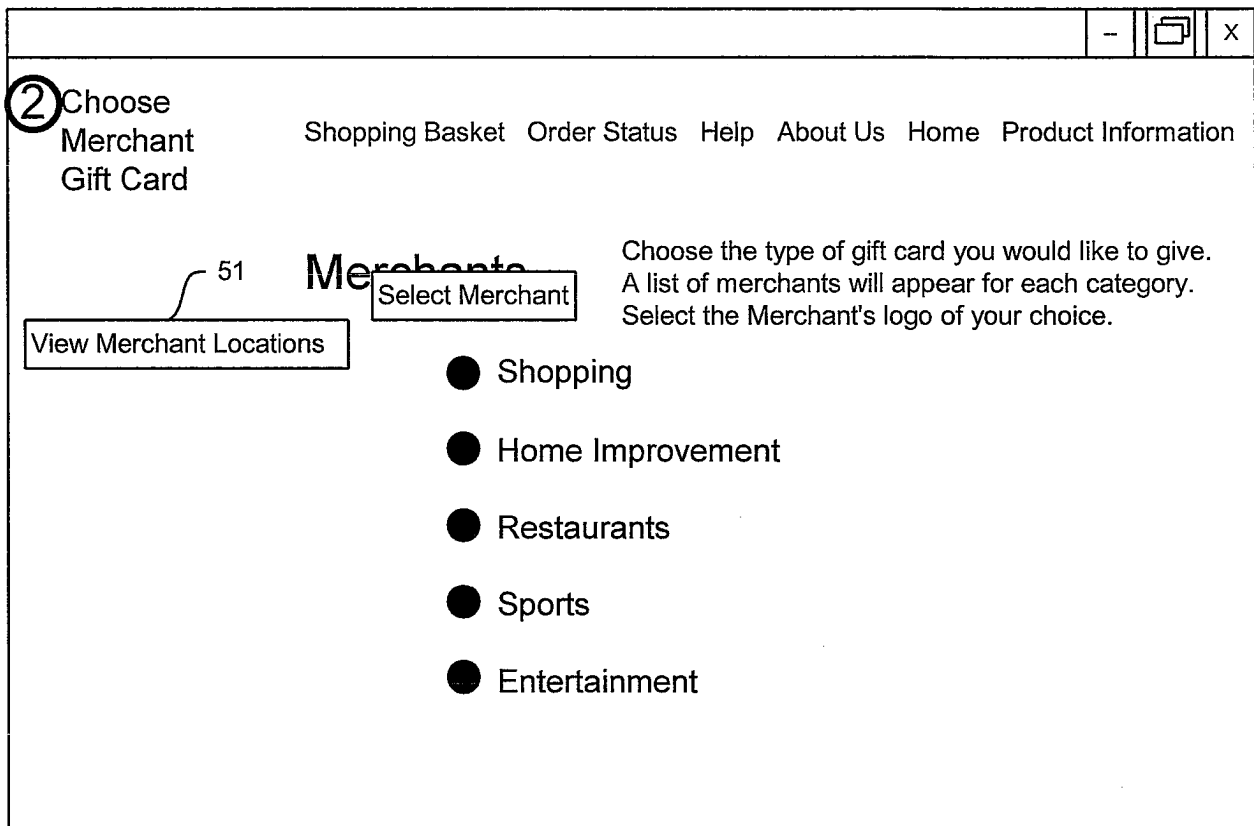 – X
2 Choose
Merchant
Gift Card
Shopping Basket Order Status Help About Us Home Product Information
51
View Merchant Locations
Merchants
Select Merchant
Choose the type of gift card you would like to give.
A list of merchants will appear for each category.
Select the Merchant's logo of your choice.
Shopping
Home Improvement
Restaurants
Sports
Entertainment